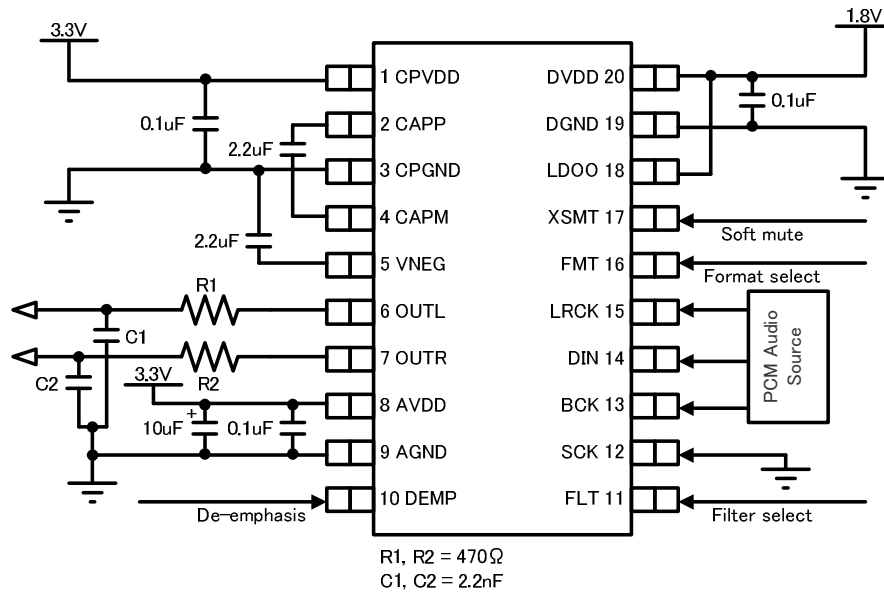 3.3V
1.8V
1 CPVDD
DVDD 20
0.1uF
0.1uF
2 CAPP
DGND 19
2.2uF
3 CPGND
LDOO 18
4 CAPM
XSMT 17
Soft mute
2.2uF
5 VNEG
FMT 16
Format select
R1
6 OUTL
LRCK 15
C1
7 OUTR
DIN 14
PCM Audio
Source
C2
R2
3.3V
8 AVDD
BCK 13
+
10uF
0.1uF
9 AGND
SCK 12
10 DEMP
FLT 11
De-emphasis
Filter select
R1, R2 = 470Ω
C1, C2 = 2.2nF